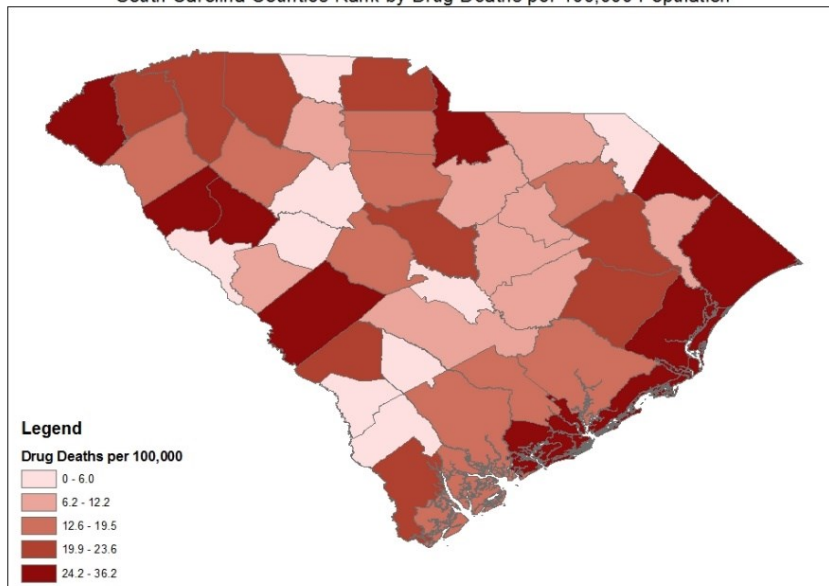 South Carolina Counties Rank by Drug Deaths per 100,000 Population
Legend
Drug Deaths per 100,000
0 - 6.0
6.2 - 12.2
12.6 - 19.5
19.9 - 23.6
24.2 - 36.2